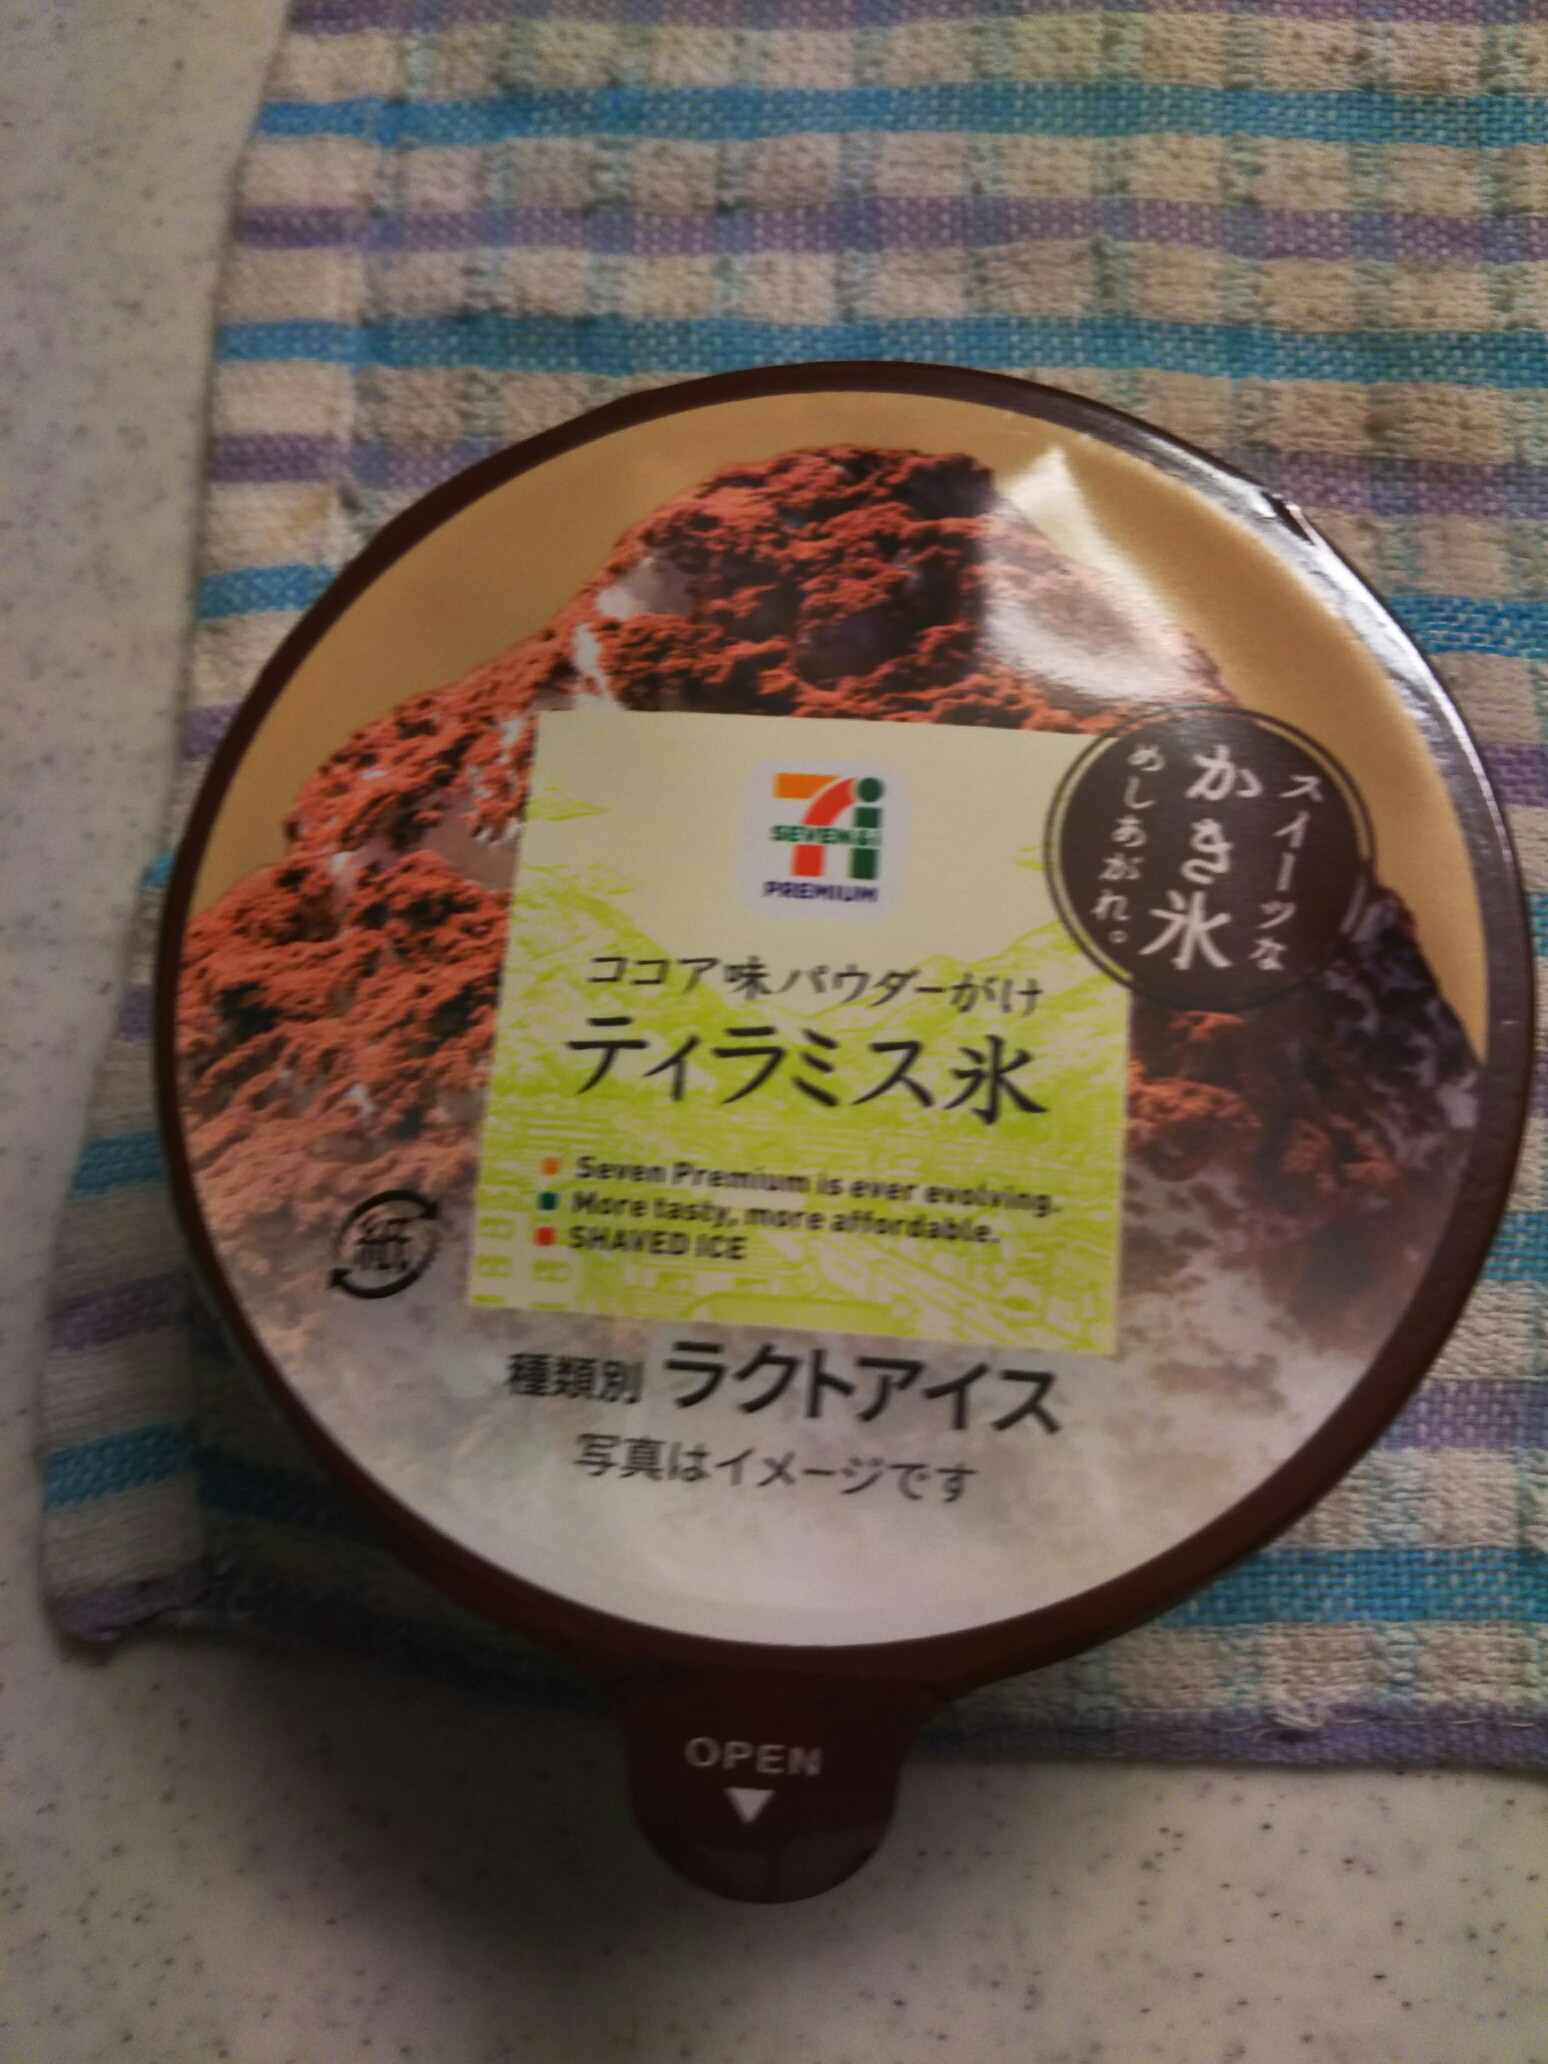 SEVEN&i
PREMIUM
スイーツな
かき氷
めしあがれ。
ココア味パウダーがけ
ティラミス氷
Seven Premium is ever evolving.
More tasty, more affordable.
SHAVED ICE
紙
種類別 ラクトアイス
写真はイメージです
OPEN